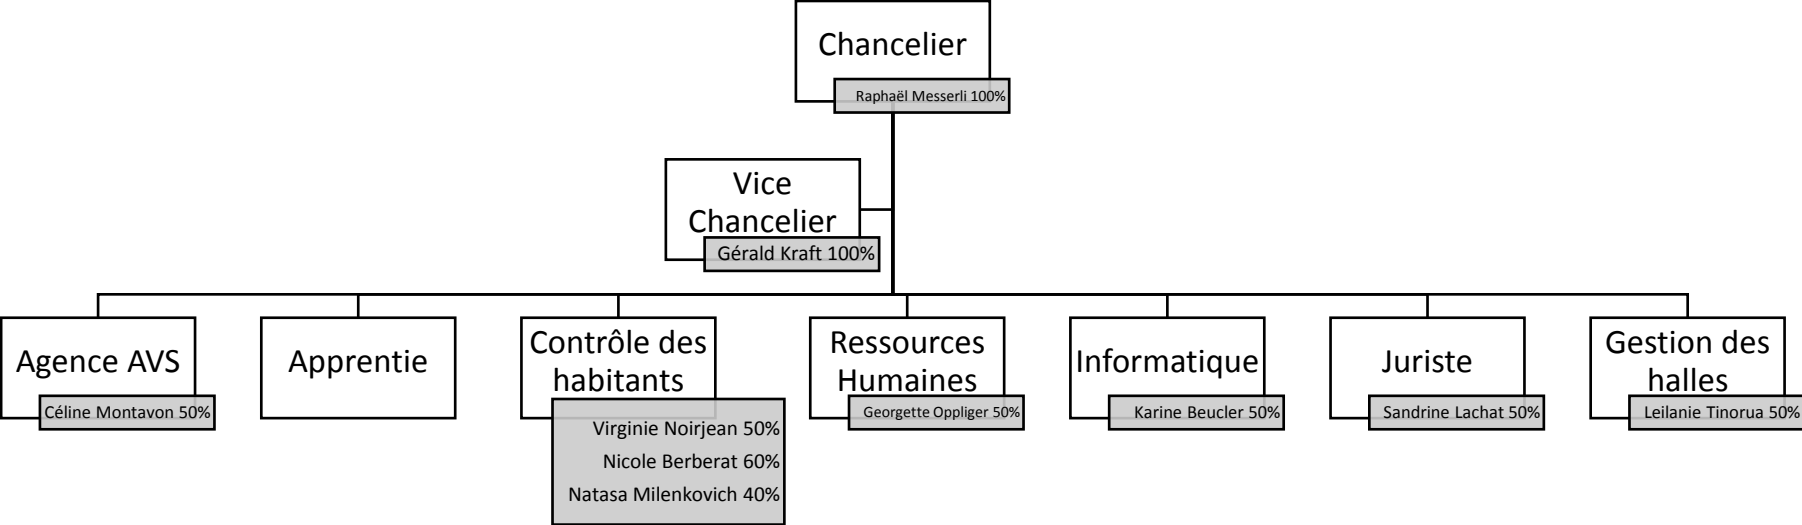 Chancelier
Raphaël Messerli 100%
Vice
Chancelier
Gérald Kraft 100%
Agence AVS
Céline Montavon 50%
Apprentie
Contrôle des
habitants
Virginie Noirjean 50%
Nicole Berberat 60%
Natasa Milenkovich 40%
Ressources
Humaines
Georgette Oppliger 50%
Informatique
Karine Beucler 50%
Juriste
Sandrine Lachat 50%
Gestion des
halles
Leilanie Tinorua 50%